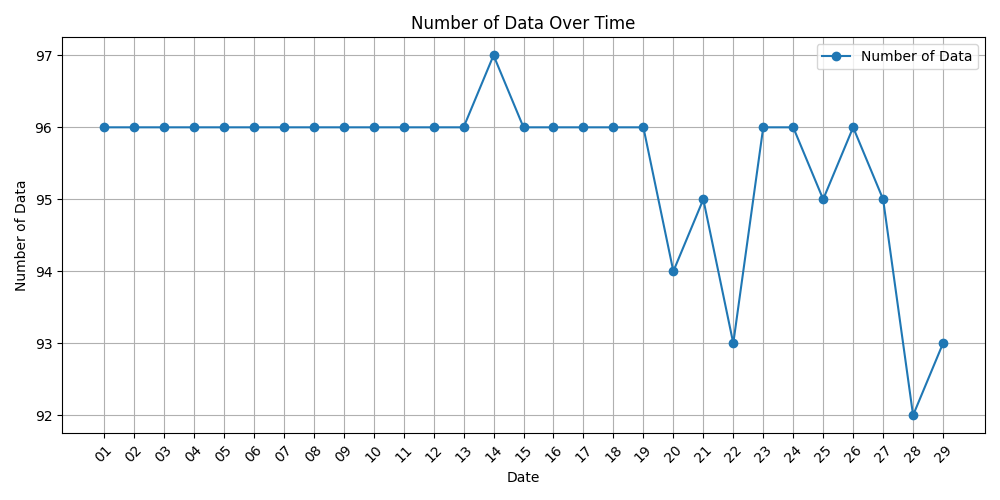 Number of Data Over Time
Number of Data
97
96
95
94
93
92
Number of Data
01 02 03 04 05 06 07 08 09 10 11 12 13 14 15 16 17 18 19 20 21 22 23 24 25 26 27 28 29
Date